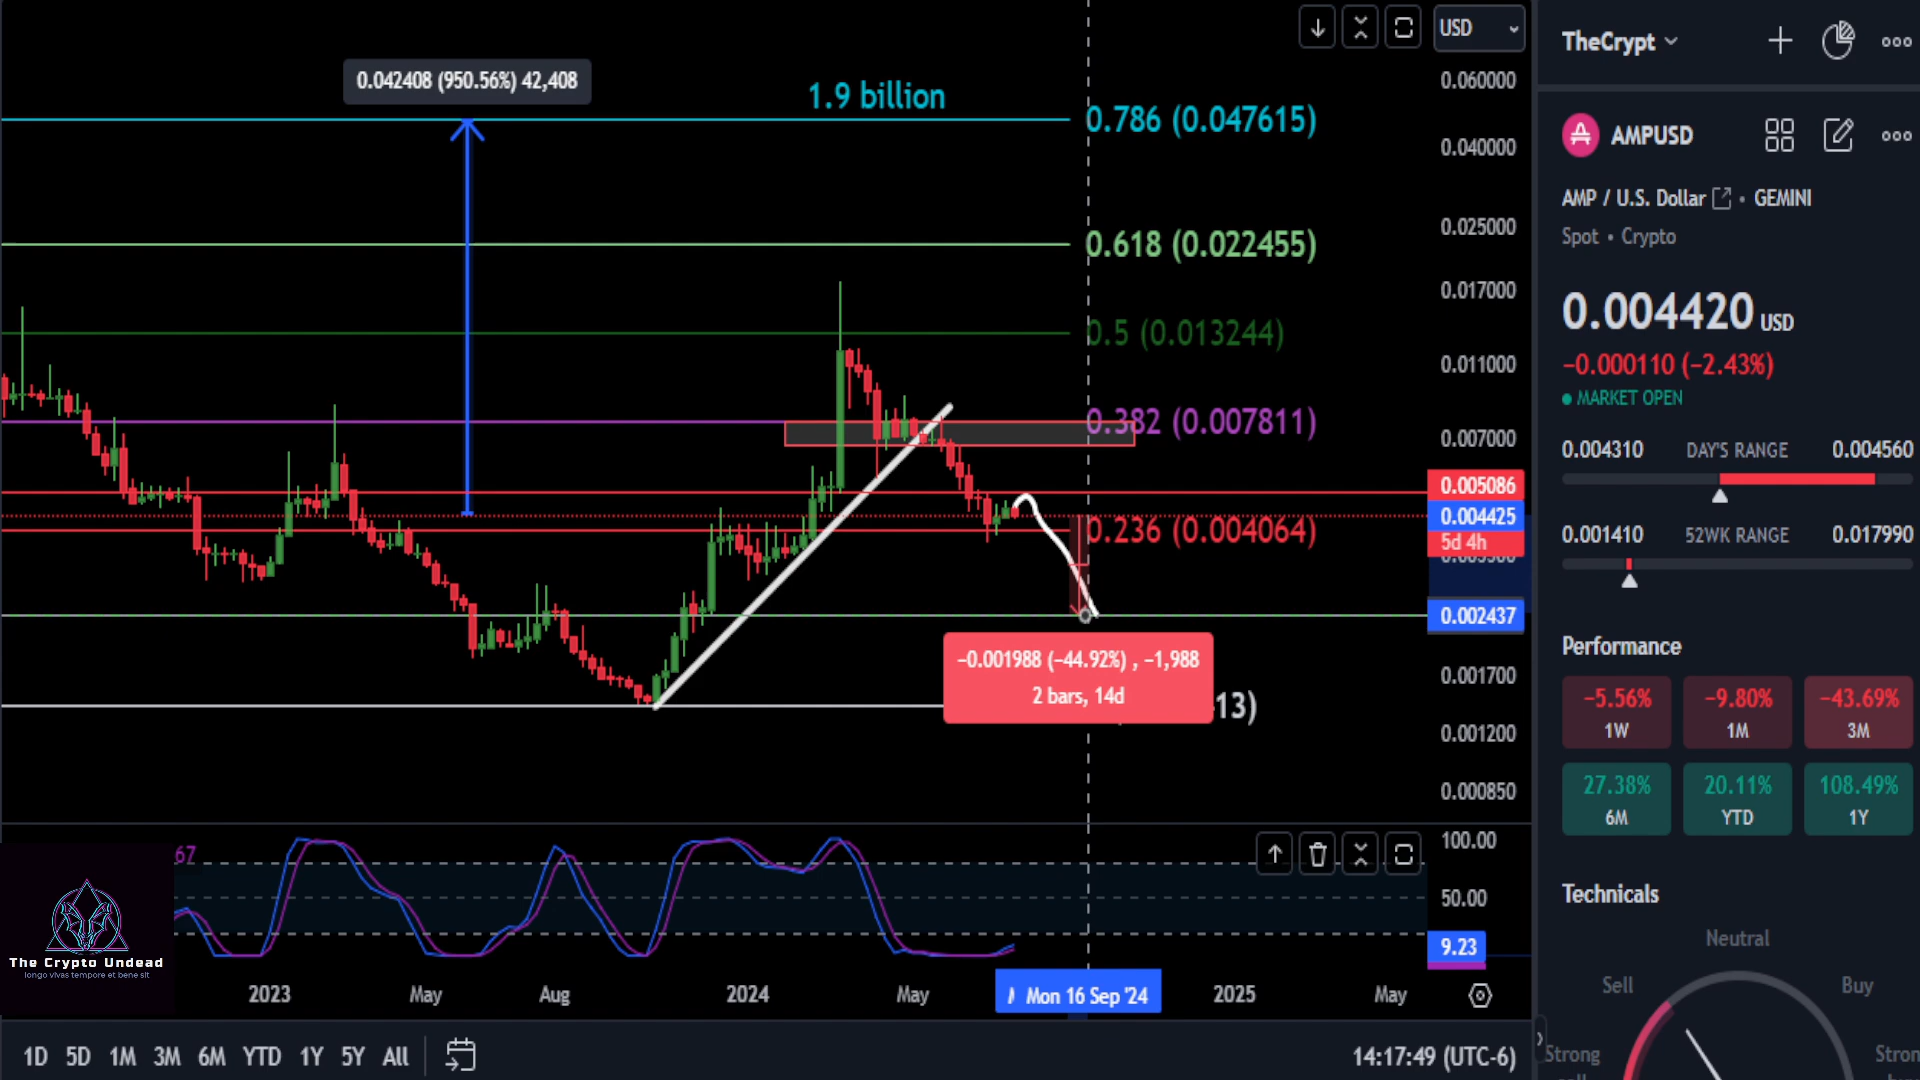 USD
0.042408 (950.56%) 42,408
1.9 billion
0.786 (0.047615)
0.618 (0.022455)
0.5 (0.013244)
0.382 (0.007811)
0.236 (0.004064)
13)
-0.001988 (-44.92%) , -1,988
2 bars, 14d
0.060000
0.040000
0.025000
0.017000
0.011000
0.007000
0.005086
0.004425
5d 4h
0.002437
0.001700
0.001200
0.000850
67
100.00
50.00
9.23
The Crypto Undead
longo vivas tempore et bene sit
2023
May
Aug
2024
May
Mon 16 Sep '24
2025
May
1D 5D 1M 3M 6M YTD 1Y 5Y All
14:17:49 (UTC-6)
TheCrypt
AMPUSD
AMP / U.S. Dollar • GEMINI
Spot • Crypto
0.004420 USD
−0.000110 (−2.43%)
MARKET OPEN
0.004310 DAY'S RANGE 0.004560
0.001410 52WK RANGE 0.017990
Performance
−5.56% −9.80% −43.69%
1W 1M 3M
27.38% 20.11% 108.49%
6M YTD 1Y
Technicals
Neutral
Sell Buy
Strong Stron